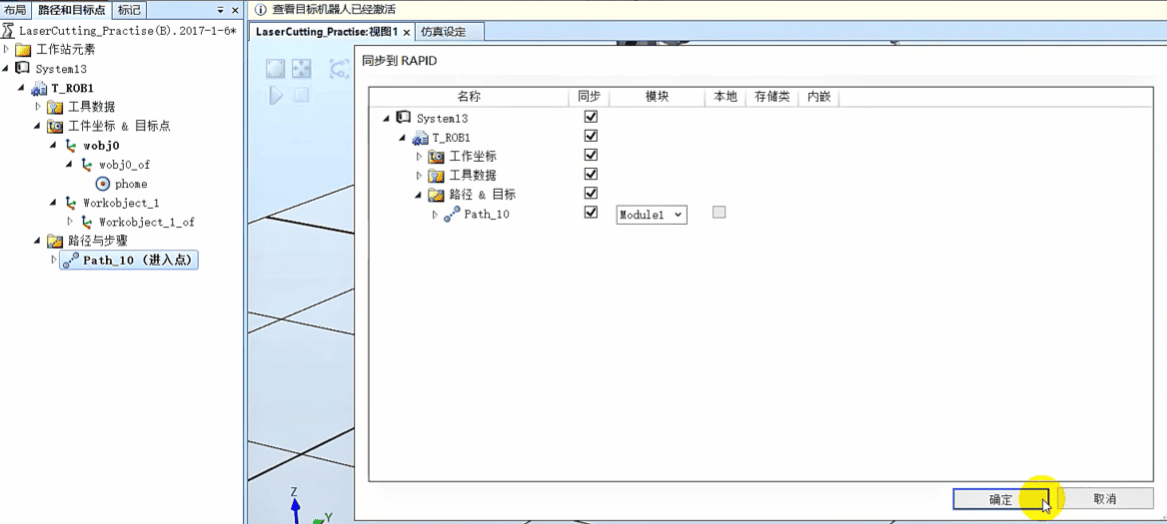 布局 路径和目标点 标记
LaserCutting_Practise(B).2017-1-6*
工作站元素
System13
T_ROB1
工具数据
工件坐标 & 目标点
wobj0
wobj0_of
phome
Workobject_1
Workobject_1_of
路径与步骤
Path_10 (进入点)
查看目标机器人已经激活
LaserCutting_Practise:视图1 × 仿真设定
同步到 RAPID
名称 同步 模块 本地 存储类 内嵌
System13
T_ROB1
工作坐标
工具数据
路径 & 目标
Path_10 Module1
确定 取消
Z
Y